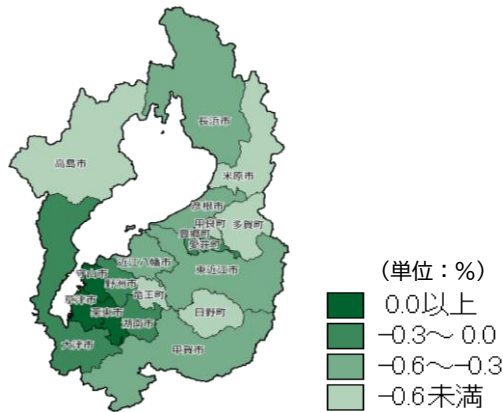 長浜市
高島市
米原市
彦根市
甲良町
多賀町
豊郷町
愛荘町
近江八幡市
東近江市
守山市
野洲市
竜王町
草津市
栗東市
日野町
湖南市
大津市
甲賀市
(単位:%)
0.0以上
-0.3～ 0.0
-0.6～-0.3
-0.6未満